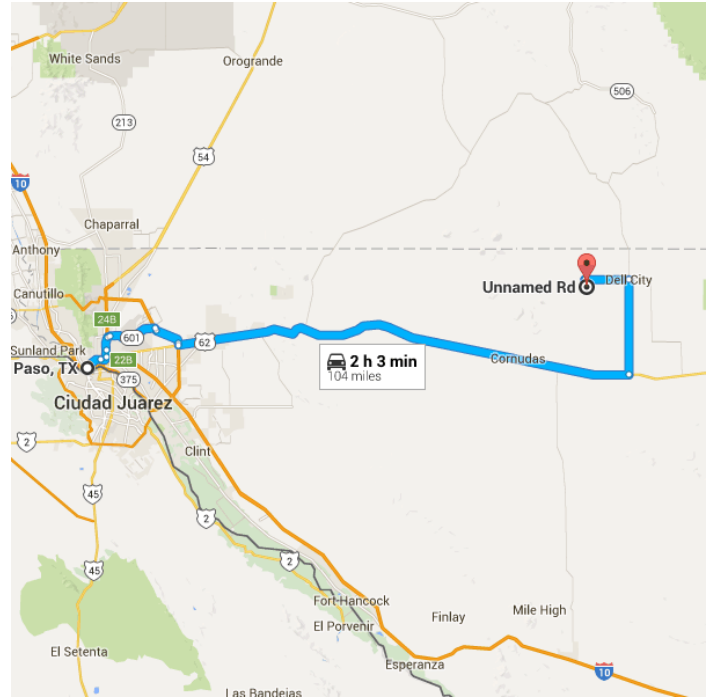 White Sands
Orogrande
506
213
54
10
Chaparral
Anthony
Canutillo
Dell City
Unnamed Rd
24B
601
62
Sunland Park
22B
Paso, TX
375
2 h 3 min
104 miles
Cornudas
Ciudad Juarez
2
Clint
45
2
2
45
Fort Hancock
El Porvenir
Finlay
Mile High
El Setenta
Esperanza
10
Las Bandejas